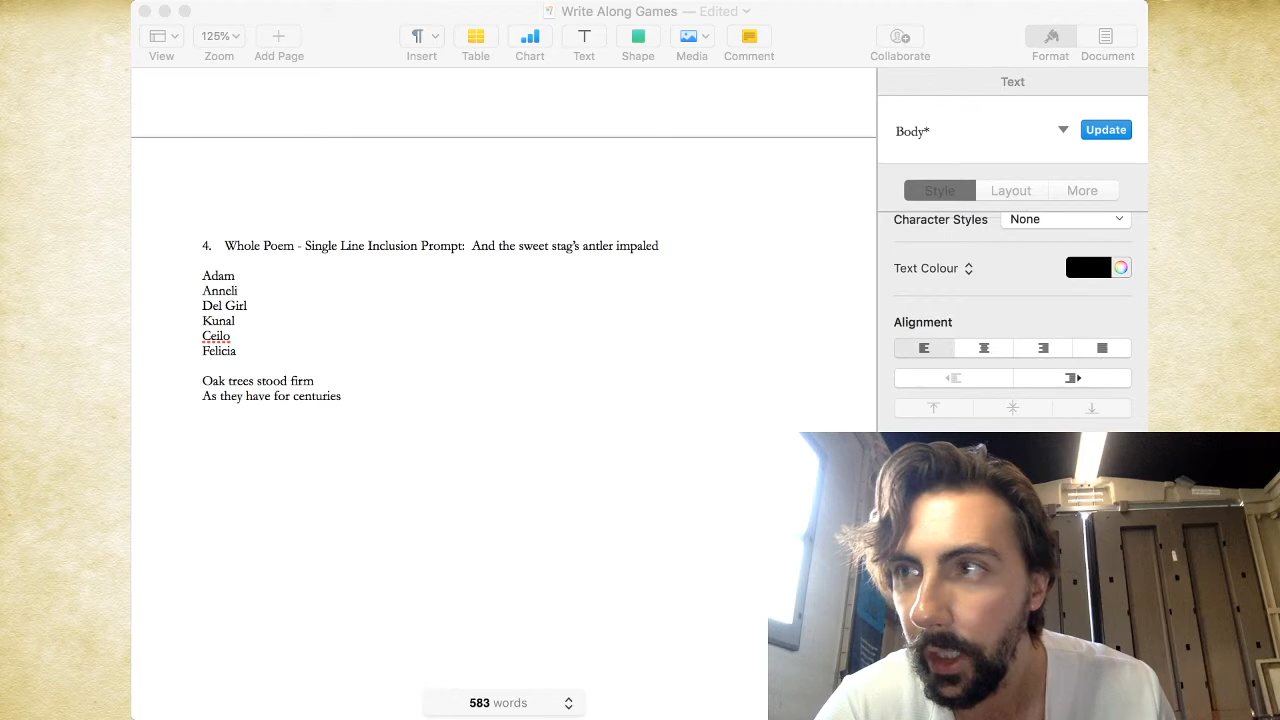 Write Along Games — Edited
125%
View
Zoom
Add Page
Insert
Table
Chart
Text
Shape
Media
Comment
Collaborate
Format
Document
Text
Body*
Update
Style
Layout
More
Character Styles
None
Text Colour
Alignment
4. Whole Poem - Single Line Inclusion Prompt: And the sweet stag's antler impaled
Adam
Anneli
Del Girl
Kunal
Ceilo
Felicia
Oak trees stood firm
As they have for centuries
583 words